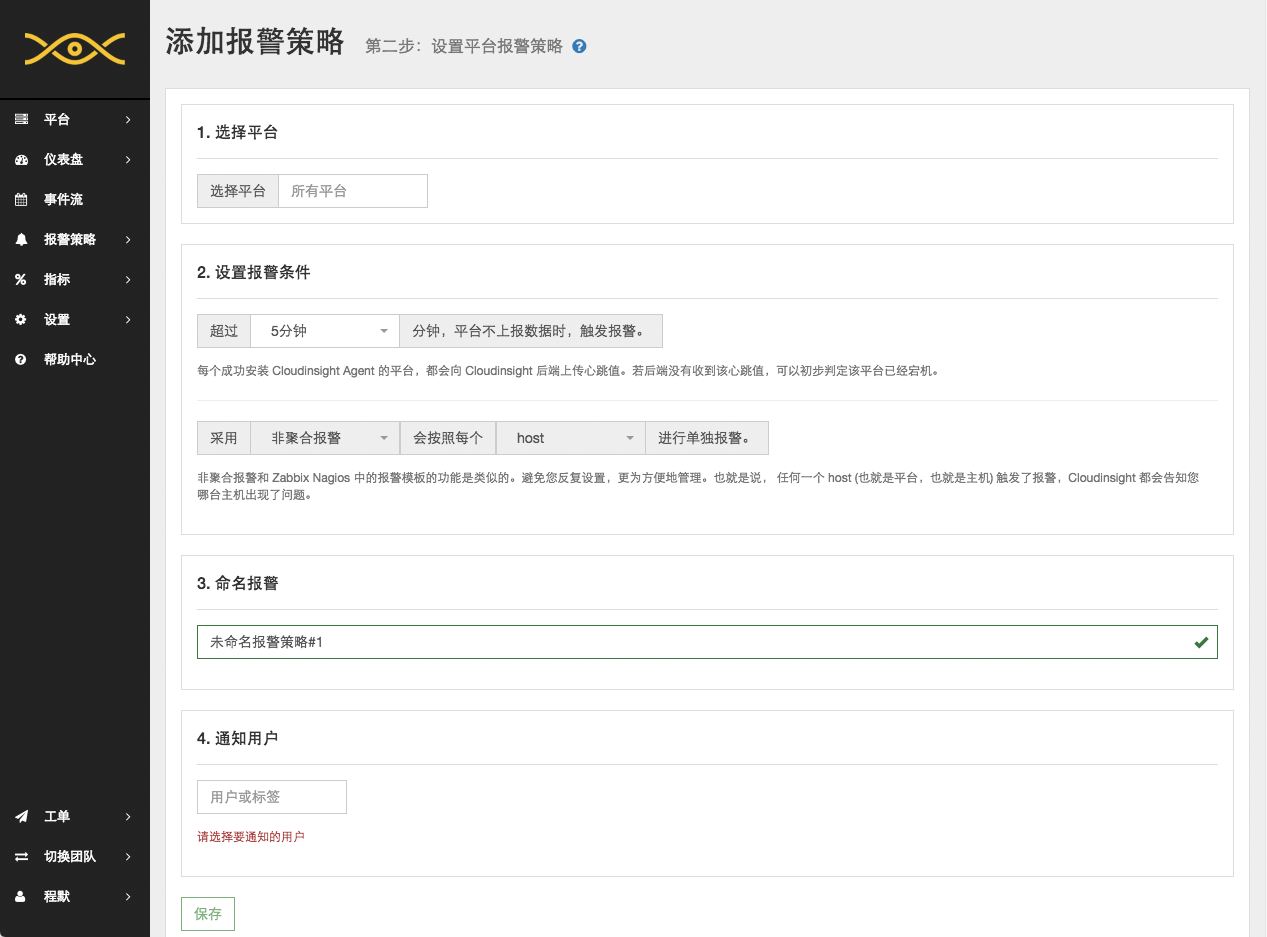 添加报警策略 第二步：设置平台报警策略
平台
仪表盘
事件流
报警策略
指标
设置
帮助中心
工单
切换团队
程默
1. 选择平台
选择平台 所有平台
2. 设置报警条件
超过 5分钟 分钟，平台不上报数据时，触发报警。
每个成功安装 Cloudinsight Agent 的平台，都会向 Cloudinsight 后端上传心跳值。若后端没有收到该心跳值，可以初步判定该平台已经宕机。
采用 非聚合报警 会按照每个 host 进行单独报警。
非聚合报警和 Zabbix Nagios 中的报警模板的功能是类似的。避免您反复设置，更为方便地管理。也就是说， 任何一个 host (也就是平台，也就是主机) 触发了报警，Cloudinsight 都会告知您
哪台主机出现了问题。
3. 命名报警
未命名报警策略#1
4. 通知用户
用户或标签
请选择要通知的用户
保存